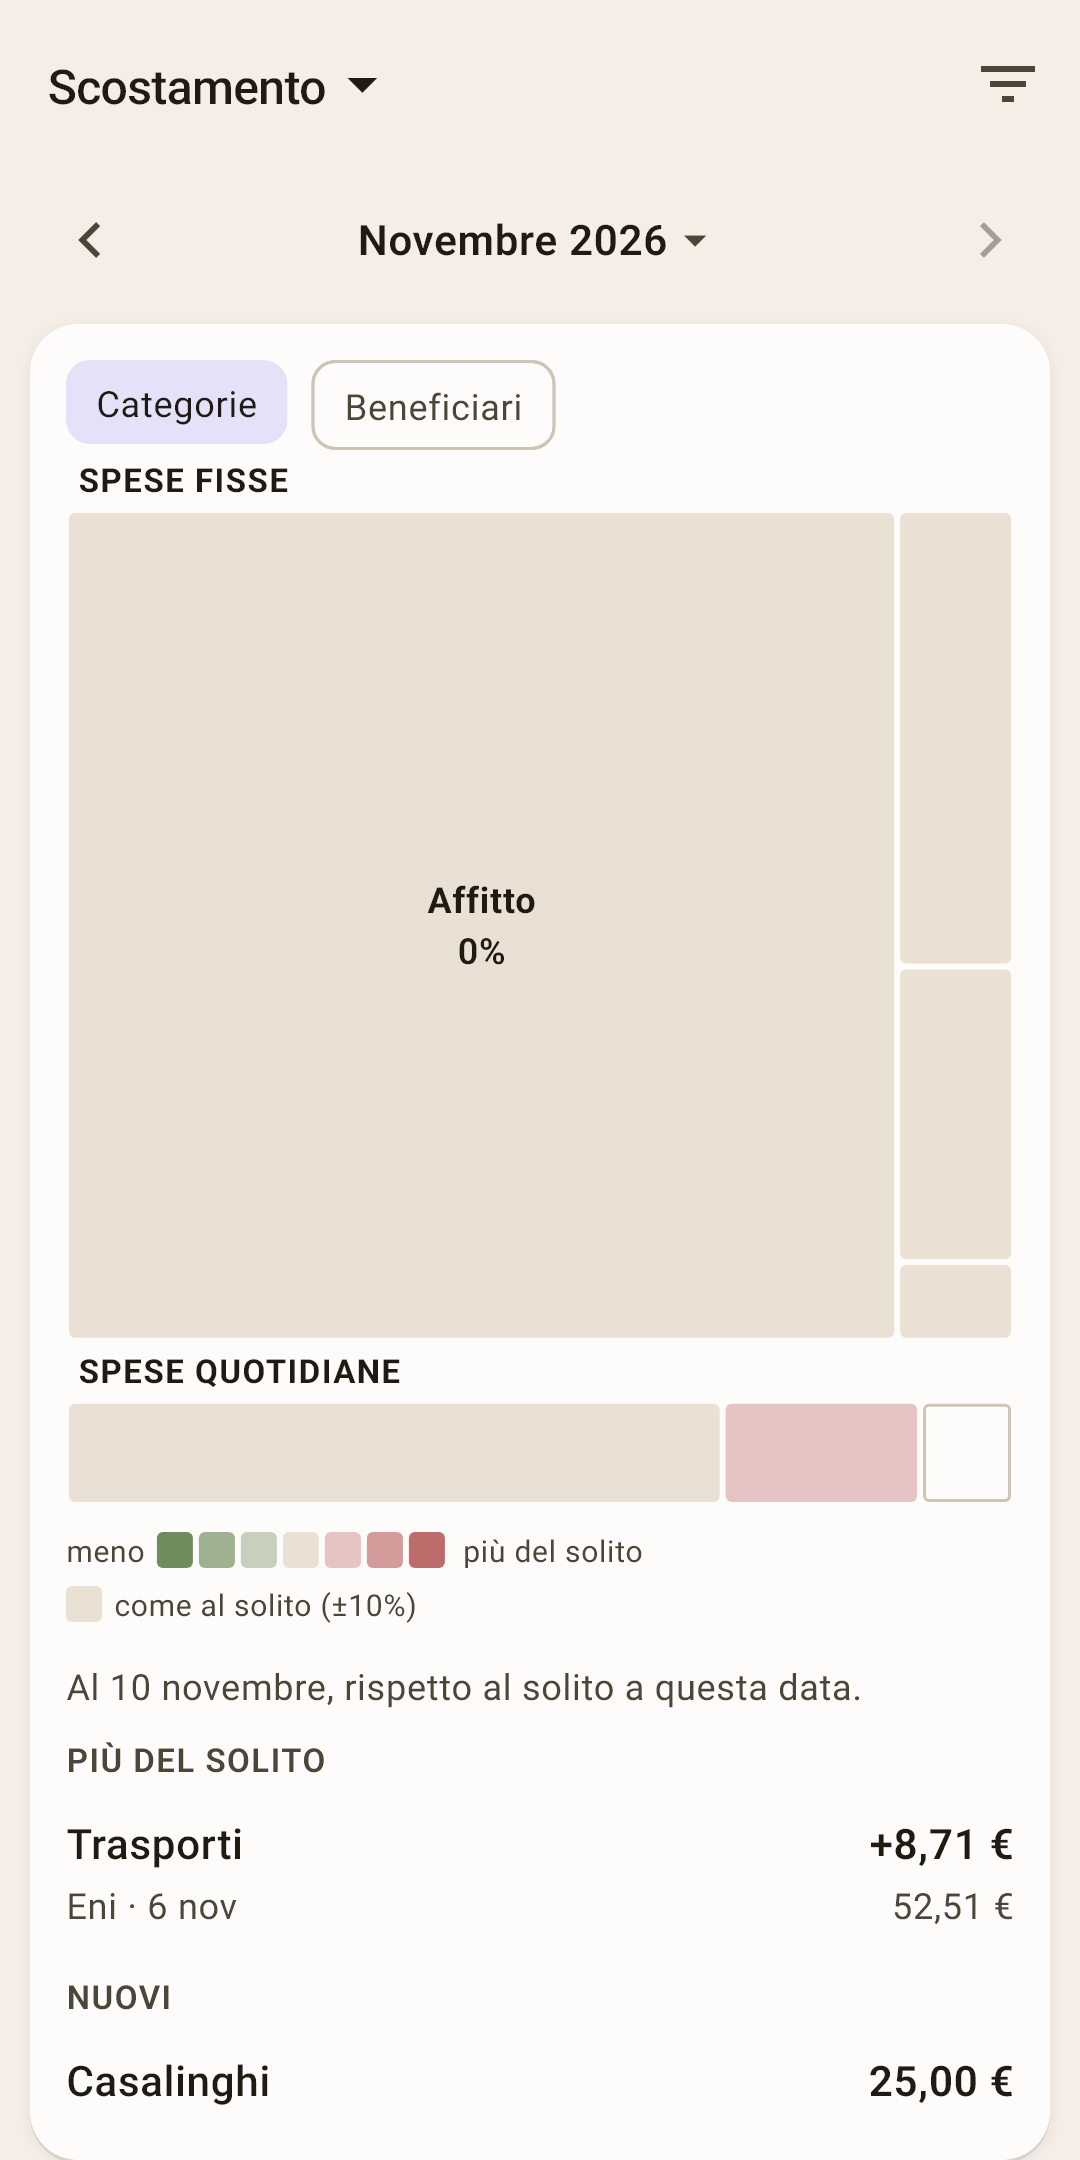 Scostamento
Novembre 2026
Categorie
Beneficiari
SPESE FISSE
Affitto
0%
SPESE QUOTIDIANE
meno
più del solito
come al solito (±10%)
Al 10 novembre, rispetto al solito a questa data.
PIÙ DEL SOLITO
Trasporti +8,71 €
Eni · 6 nov 52,51 €
NUOVI
Casalinghi 25,00 €